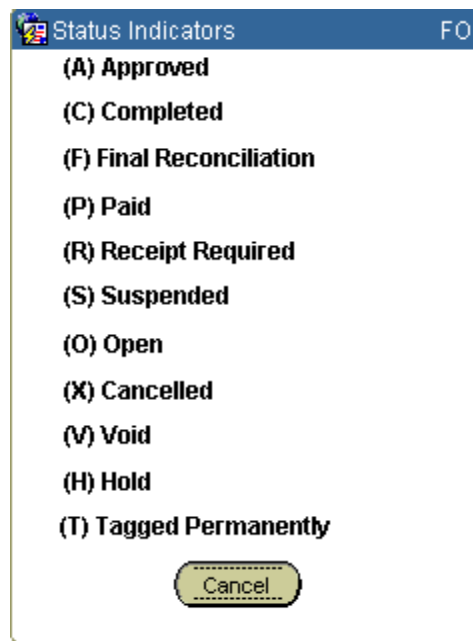 Status Indicators FO
(A) Approved
(C) Completed
(F) Final Reconciliation
(P) Paid
(R) Receipt Required
(S) Suspended
(O) Open
(X) Cancelled
(V) Void
(H) Hold
(T) Tagged Permanently
Cancel